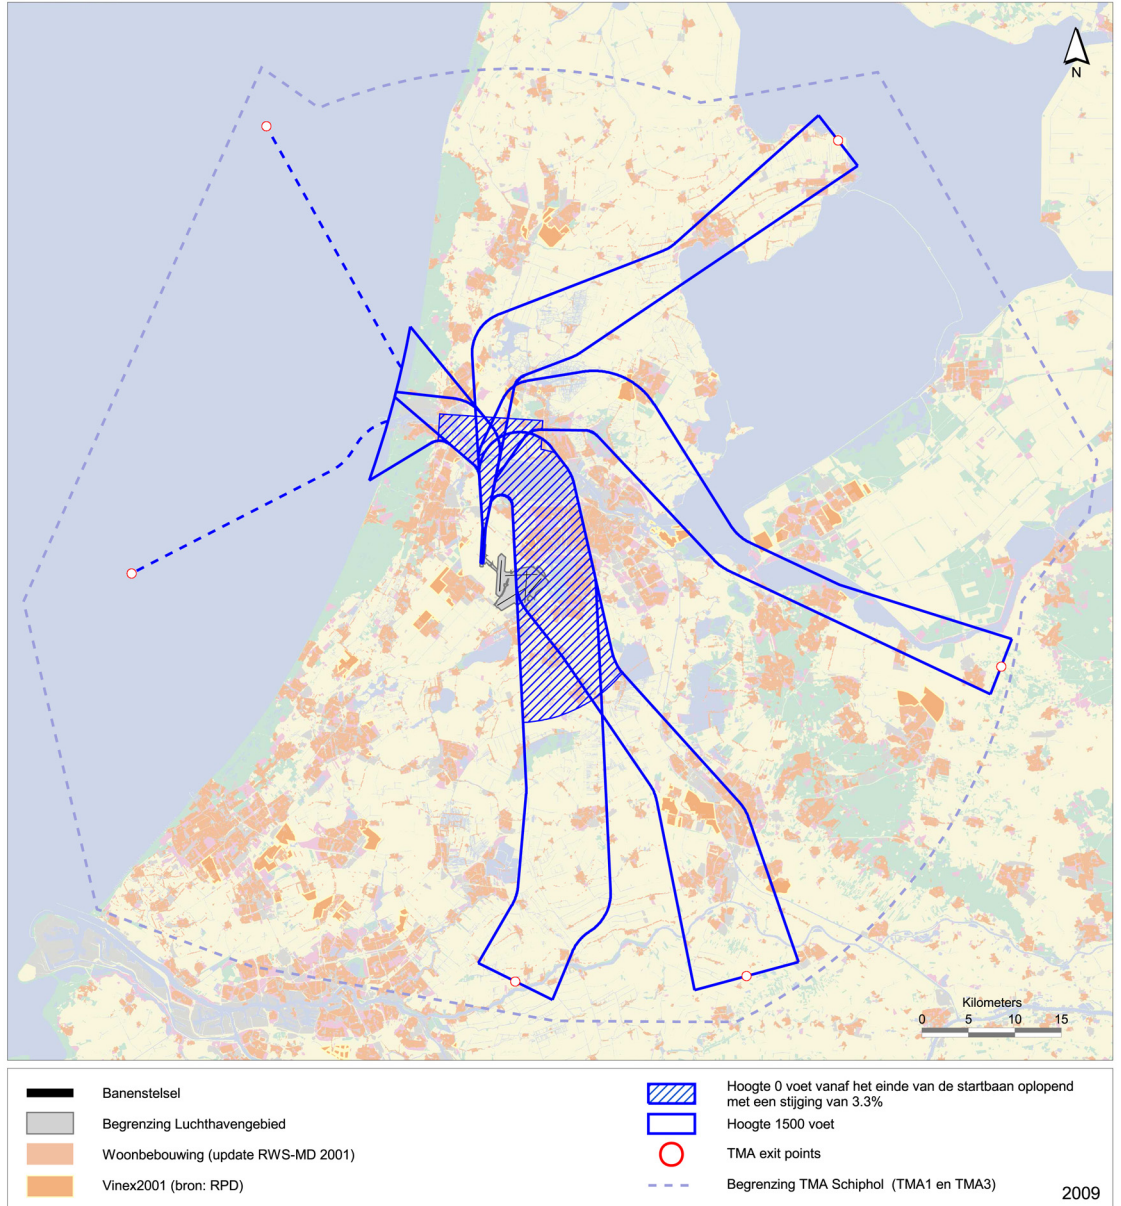 N
Kilometers
0 5 10 15
Banenstelsel
Begrenzing Luchthavengebied
Woonbebouwing (update RWS-MD 2001)
Vinex2001 (bron: RPD)
Hoogte 0 voet vanaf het einde van de startbaan oplopend
met een stijging van 3.3%
Hoogte 1500 voet
TMA exit points
Begrenzing TMA Schiphol (TMA1 en TMA3)
2009